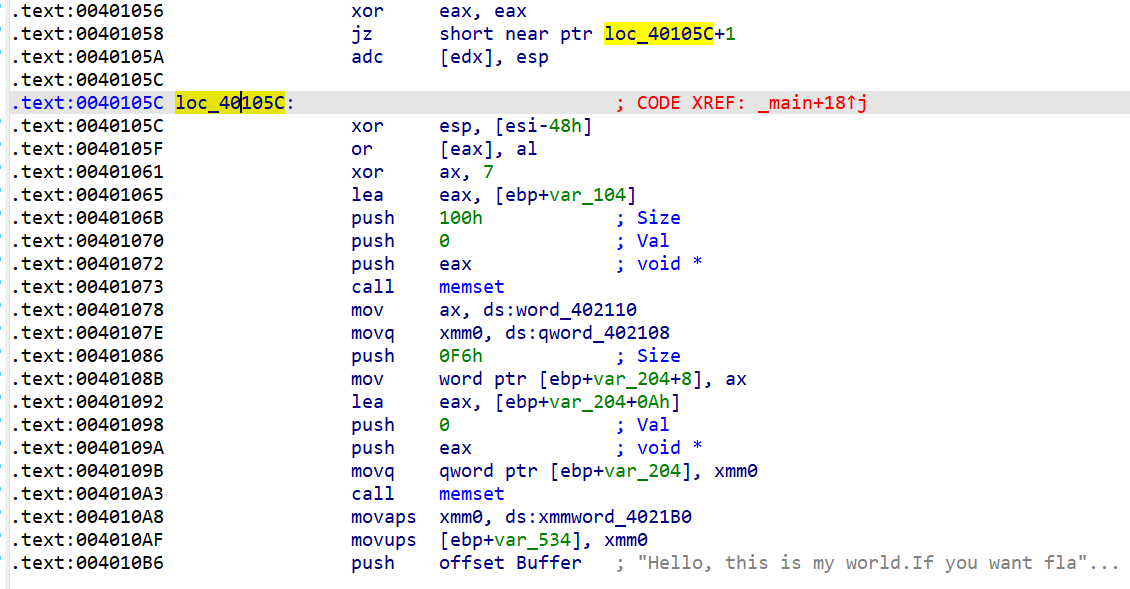 .text:00401056 xor eax, eax
.text:00401058 jz short near ptr loc_40105C+1
.text:0040105A adc [edx], esp
.text:0040105C
.text:0040105C loc_40105C: ; CODE XREF: _main+18↑j
.text:0040105C xor esp, [esi-48h]
.text:0040105F or [eax], al
.text:00401061 xor ax, 7
.text:00401065 lea eax, [ebp+var_104]
.text:0040106B push 100h ; Size
.text:00401070 push 0 ; Val
.text:00401072 push eax ; void *
.text:00401073 call memset
.text:00401078 mov ax, ds:word_402110
.text:0040107E movq xmm0, ds:qword_402108
.text:00401086 push 0F6h ; Size
.text:0040108B mov word ptr [ebp+var_204+8], ax
.text:00401092 lea eax, [ebp+var_204+0Ah]
.text:00401098 push 0 ; Val
.text:0040109A push eax ; void *
.text:0040109B movq qword ptr [ebp+var_204], xmm0
.text:004010A3 call memset
.text:004010A8 movaps xmm0, ds:xmmword_4021B0
.text:004010AF movups [ebp+var_534], xmm0
.text:004010B6 push offset Buffer ; "Hello, this is my world.If you want fla"...